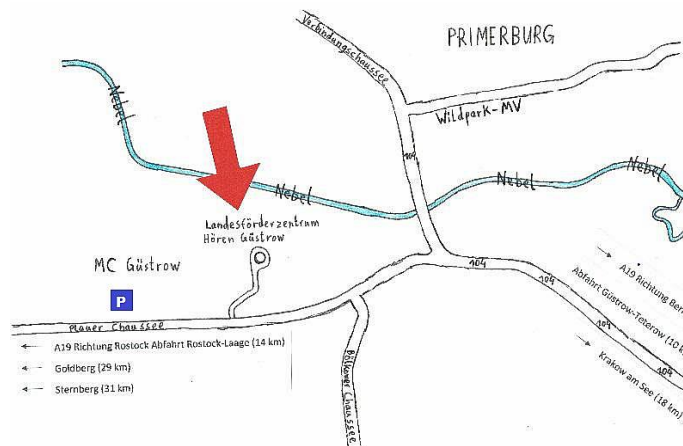 Verbindungschaussee
PRIMERBURG
Wildpark-MV
Nebel
104
Nebel
Nebel
Landesförderzentrum
Hören Güstrow
MC Güstrow
P
104
104
104
104
A19 Richtung
Abfahrt Güstrow-Teterow (10
Krakow am See (18 km)
Plauer Chaussee
Bölkower Chaussee
A19 Richtung Rostock Abfahrt Rostock-Laage (14 km)
Goldberg (29 km)
Sternberg (31 km)